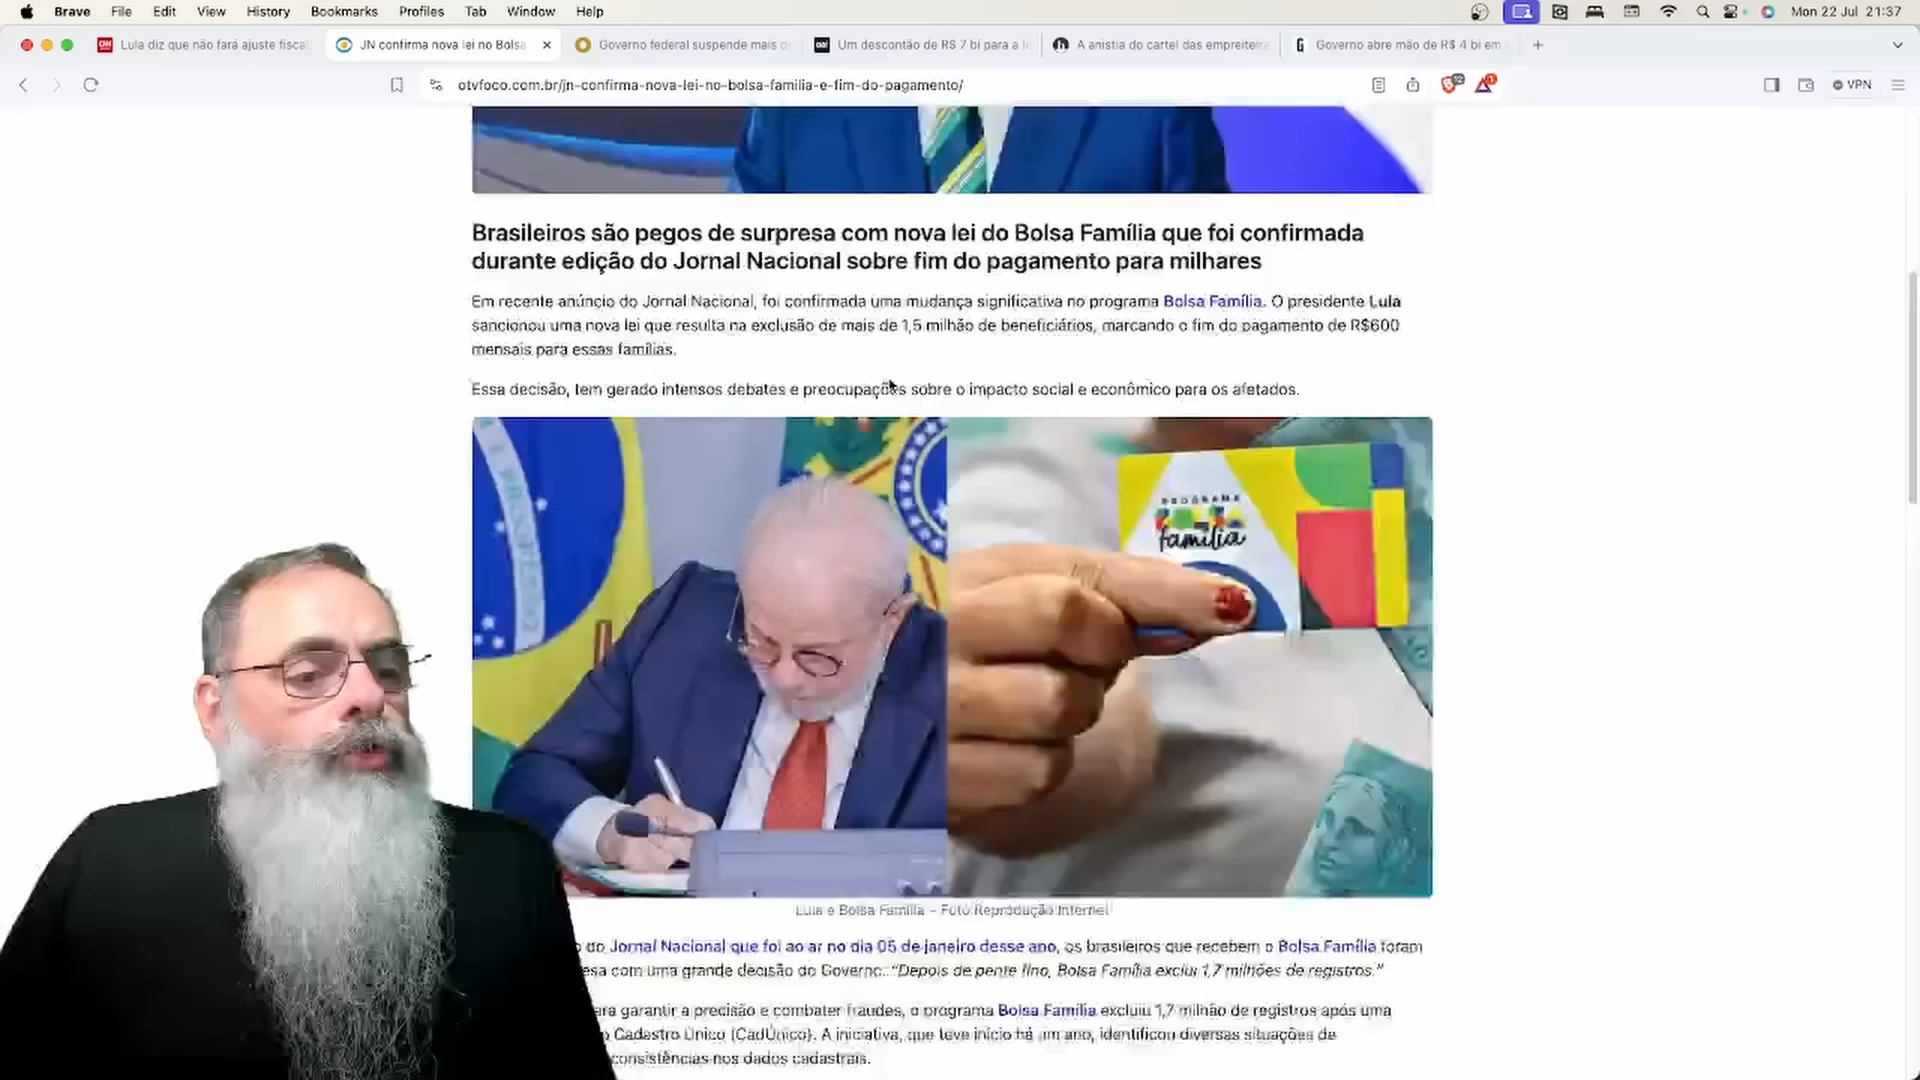 Brave File Edit View History Bookmarks Profiles Tab Window Help Mon 22 Jul 21:37
Lula diz que não fará ajuste fisca
JN confirma nova lei no Bolsa
Governo federal suspende mais d
Um descontão de R$ 7 bi para a
A anistia do cartel das empreiteira
Governo abre mão de R$ 4 bi em
otvfoco.com.br/jn-confirma-nova-lei-no-bolsa-familia-e-fim-do-pagamento/
VPN
Brasileiros são pegos de surpresa com nova lei do Bolsa Família que foi confirmada
durante edição do Jornal Nacional sobre fim do pagamento para milhares
Em recente anúncio do Jornal Nacional, foi confirmada uma mudança significativa no programa Bolsa Família. O presidente Lula
sancionou uma nova lei que resulta na exclusão de mais de 1,5 milhão de beneficiários, marcando o fim do pagamento de R$600
mensais para essas famílias.
Essa decisão, tem gerado intensos debates e preocupações sobre o impacto social e econômico para os afetados.
PROGRAMA
família
Lula e Bolsa Família – Foto Reprodução Internet
do Jornal Nacional que foi ao ar no dia 05 de janeiro desse ano, os brasileiros que recebem o Bolsa Família foram
esa com uma grande decisão do Governo. “Depois de pente fino, Bolsa Família exclui 1,7 milhões de registros.”
ara garantir a precisão e combater fraudes, o programa Bolsa Família excluiu 1,7 milhão de registros após uma
o Cadastro Único (CadÚnico). A iniciativa, que teve início há um ano, identificou diversas situações de
consistências nos dados cadastrais.